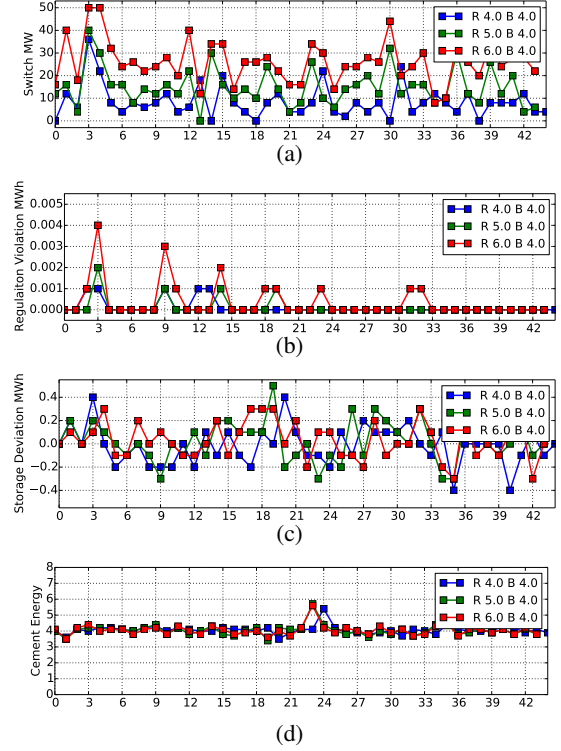 Switch MW
50
40
30
20
10
0
R 4.0 B 4.0
R 5.0 B 4.0
R 6.0 B 4.0
0 3 6 9 12 15 18 21 24 27 30 33 36 39 42
(a)
Regulaiton Violation MWh
0.005
0.004
0.003
0.002
0.001
0.000
R 4.0 B 4.0
R 5.0 B 4.0
R 6.0 B 4.0
0 3 6 9 12 15 18 21 24 27 30 33 36 39 42
(b)
Storage Deviation MWh
0.4
0.2
0.0
−0.2
−0.4
R 4.0 B 4.0
R 5.0 B 4.0
R 6.0 B 4.0
0 3 6 9 12 15 18 21 24 27 30 33 36 39 42
(c)
Cement Energy
8
7
6
5
4
3
2
1
0
R 4.0 B 4.0
R 5.0 B 4.0
R 6.0 B 4.0
0 3 6 9 12 15 18 21 24 27 30 33 36 39 42
(d)